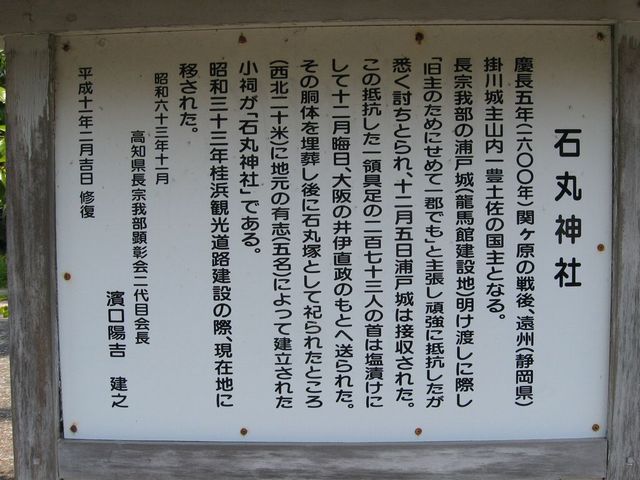 石丸神社
慶長五年(一六〇〇年)関ヶ原の戦後、遠州(静岡県)
掛川城主山内一豊土佐の国主となる。
長宗我部の浦戸城(龍馬館建設地)明け渡しに際し
「旧主のためにせめて一郡でも」と主張し頑強に抵抗したが
悉く討ちとられ、十二月五日浦戸城は接収された。
この抵抗した一領具足の二百七十三人の首は塩漬けに
して十二月晦日、大阪の井伊直政のもとへ送られた。
その胴体を埋葬し後に石丸塚として祀られたところ
(西北二十米)に地元の有志(五名)によって建立された
小祠が「石丸神社」である。
昭和三十三年桂浜観光道路建設の際、現在地に
移された。
昭和六十三年十一月
高知県長宗我部顕彰会二代目会長
濱口陽吉 建之
平成十一年二月吉日 修復